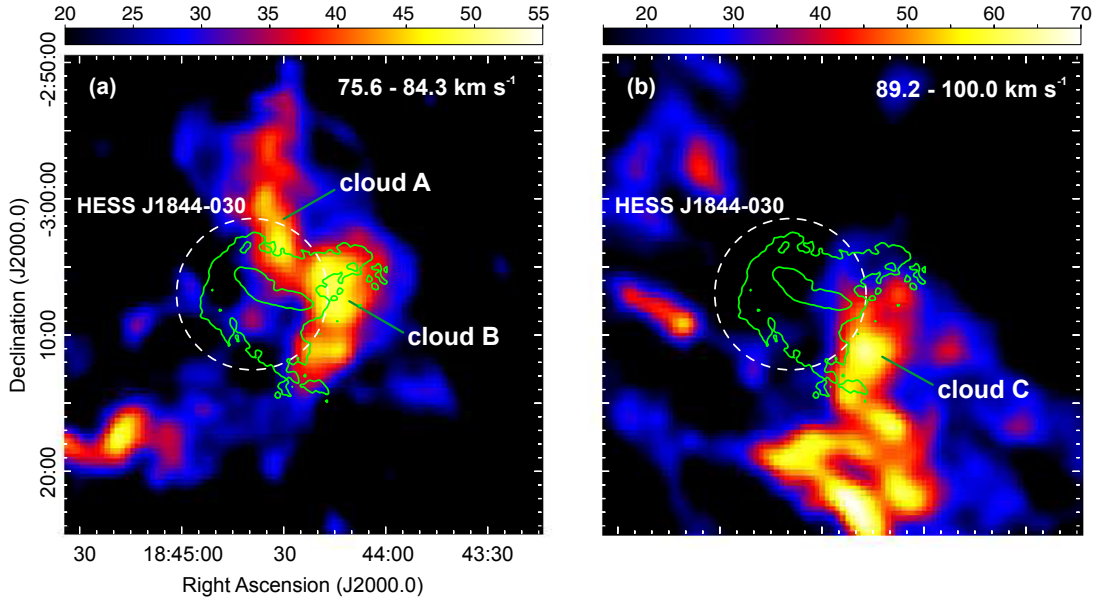 20 25 30 35 40 45 50 55
20 30 40 50 60 70
(a) 75.6 - 84.3 km s⁻¹
(b) 89.2 - 100.0 km s⁻¹
-2:50:00
-3:00:00
10:00
20:00
Declination (J2000.0)
HESS J1844-030
cloud A
cloud B
HESS J1844-030
cloud C
30 18:45:00 30 44:00 43:30
Right Ascension (J2000.0)